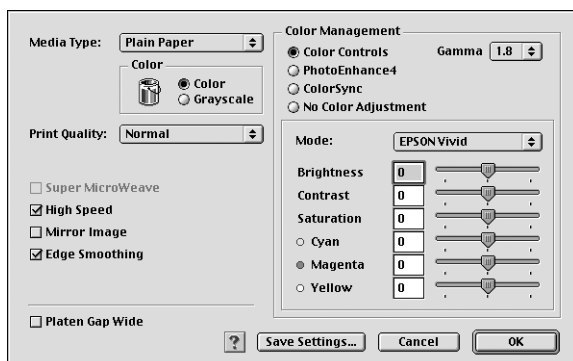 Media Type: Plain Paper
Color
Color
Grayscale
Print Quality: Normal
Super MicroWeave
High Speed
Mirror Image
Edge Smoothing
Platen Gap Wide
Color Management
Color Controls
Gamma 1.8
PhotoEnhance4
ColorSync
No Color Adjustment
Mode: EPSON Vivid
Brightness 0
Contrast 0
Saturation 0
Cyan 0
Magenta 0
Yellow 0
? Save Settings... Cancel OK